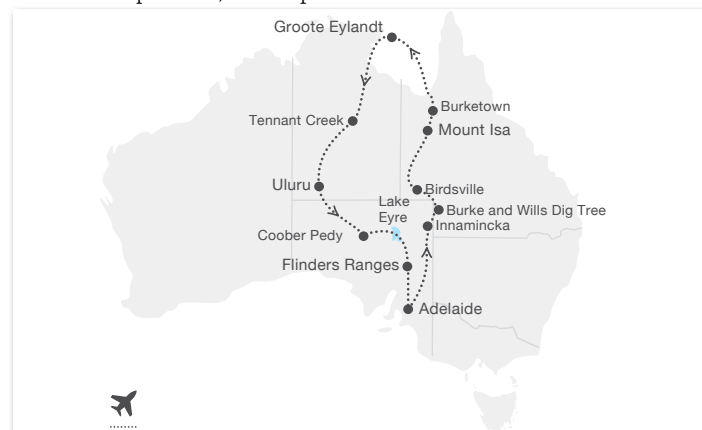 Groote Eylandt
Burketown
Tennant Creek
Mount Isa
Uluru
Birdsville
Lake
Eyre
Burke and Wills Dig Tree
Innamincka
Coober Pedy
Flinders Ranges
Adelaide